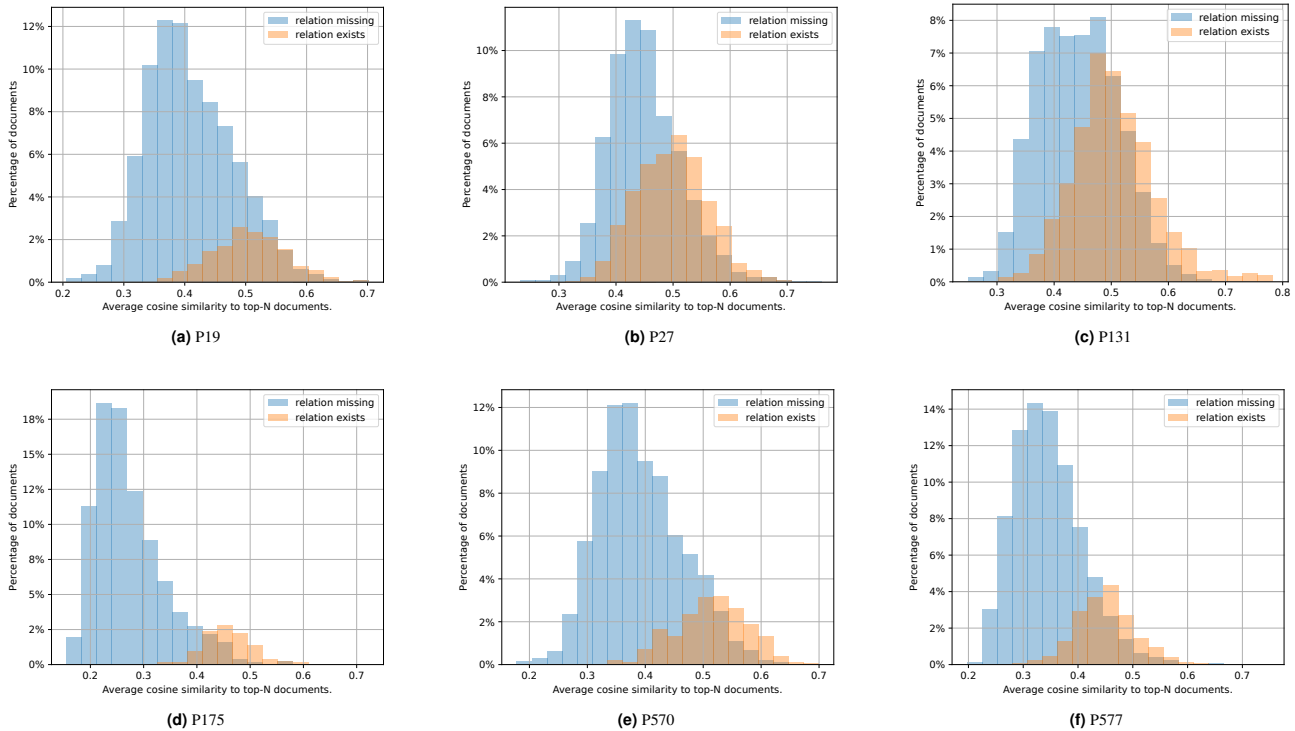 12%
10%
8%
6%
4%
2%
0%
Percentage of documents
relation missing
relation exists
0.2 0.3 0.4 0.5 0.6 0.7
Average cosine similarity to top-N documents.
(a) P19
10%
8%
6%
4%
2%
0%
Percentage of documents
relation missing
relation exists
0.3 0.4 0.5 0.6 0.7
Average cosine similarity to top-N documents.
(b) P27
8%
7%
6%
5%
4%
3%
2%
1%
0%
Percentage of documents
relation missing
relation exists
0.3 0.4 0.5 0.6 0.7 0.8
Average cosine similarity to top-N documents.
(c) P131
18%
15%
12%
10%
8%
5%
2%
0%
Percentage of documents
relation missing
relation exists
0.2 0.3 0.4 0.5 0.6 0.7
Average cosine similarity to top-N documents.
(d) P175
12%
10%
8%
6%
4%
2%
0%
Percentage of documents
relation missing
relation exists
0.2 0.3 0.4 0.5 0.6 0.7
Average cosine similarity to top-N documents.
(e) P570
14%
12%
10%
8%
6%
4%
2%
0%
Percentage of documents
relation missing
relation exists
0.2 0.3 0.4 0.5 0.6 0.7
Average cosine similarity to top-N documents.
(f) P577